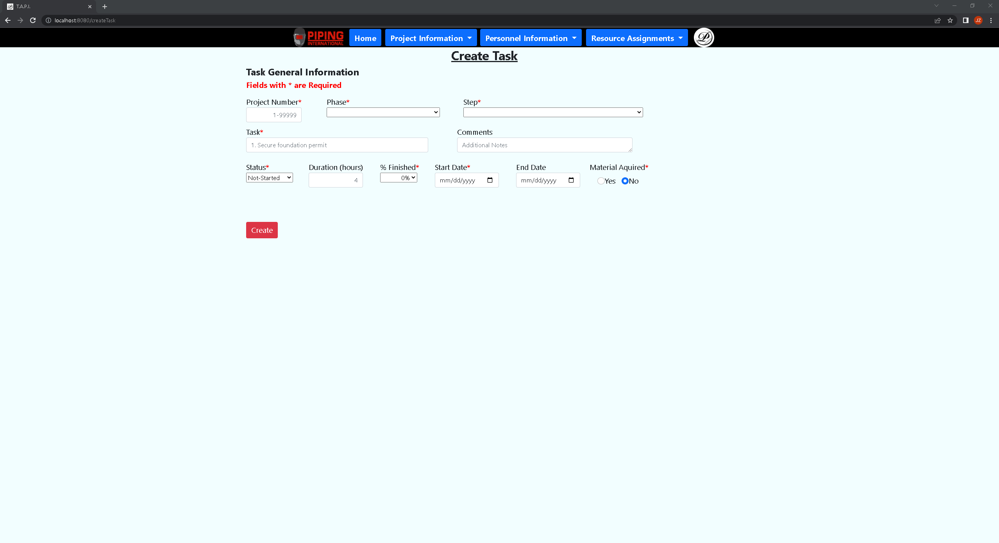 T.A.P.I.
localhost:8080/createTask
JZ
PIPING
INTERNATIONAL
Home
Project Information
Personnel Information
Resource Assignments
Create Task
Task General Information
Fields with * are Required
Project Number* Phase* Step*
1-99999
Task* Comments
1. Secure foundation permit Additional Notes
Status* Duration (hours) % Finished* Start Date* End Date Material Aquired*
Not-Started 4 0% mm/dd/yyyy mm/dd/yyyy Yes No
Create